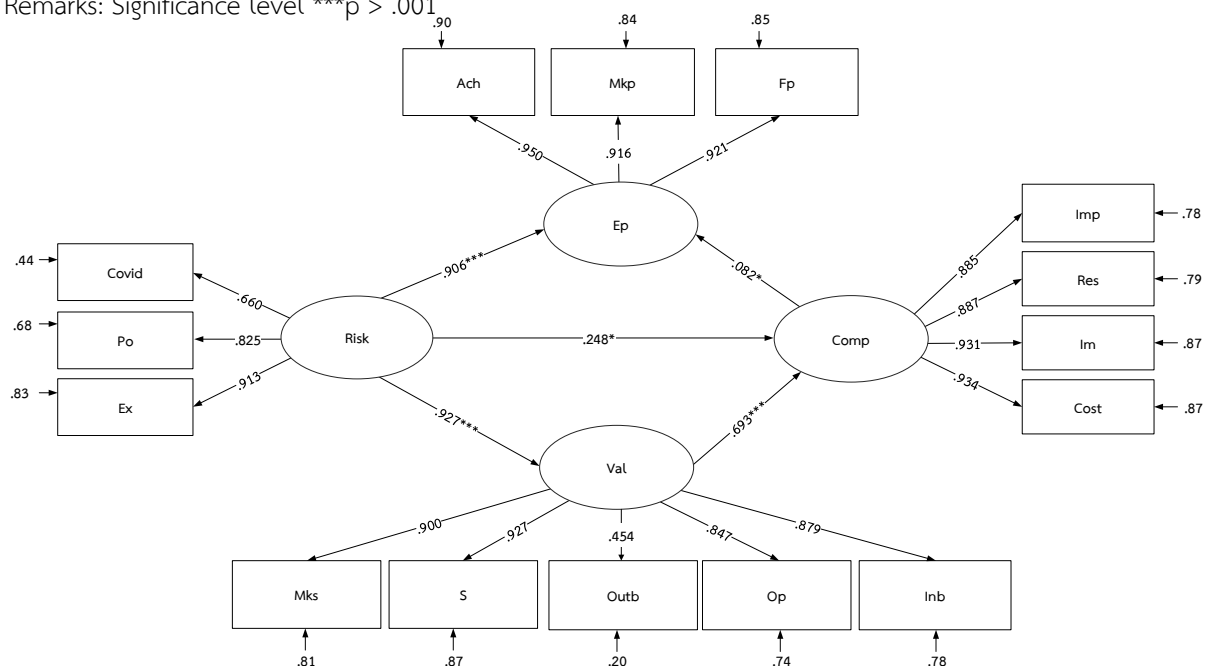 Remarks: Significance level ***p > .001
.90
.84
.85
Ach
Mkp
Fp
.950
.916
.921
Ep
Imp
.78
.906***
.082*
.885
.44
Covid
.660
Res
.79
.887
.68
Po
.825
Risk
.248*
Comp
.931
Im
.87
.913
.83
Ex
.934
Cost
.87
.927***
.693***
Val
.900
.927
.454
.847
.879
Mks
S
Outb
Op
Inb
.81
.87
.20
.74
.78